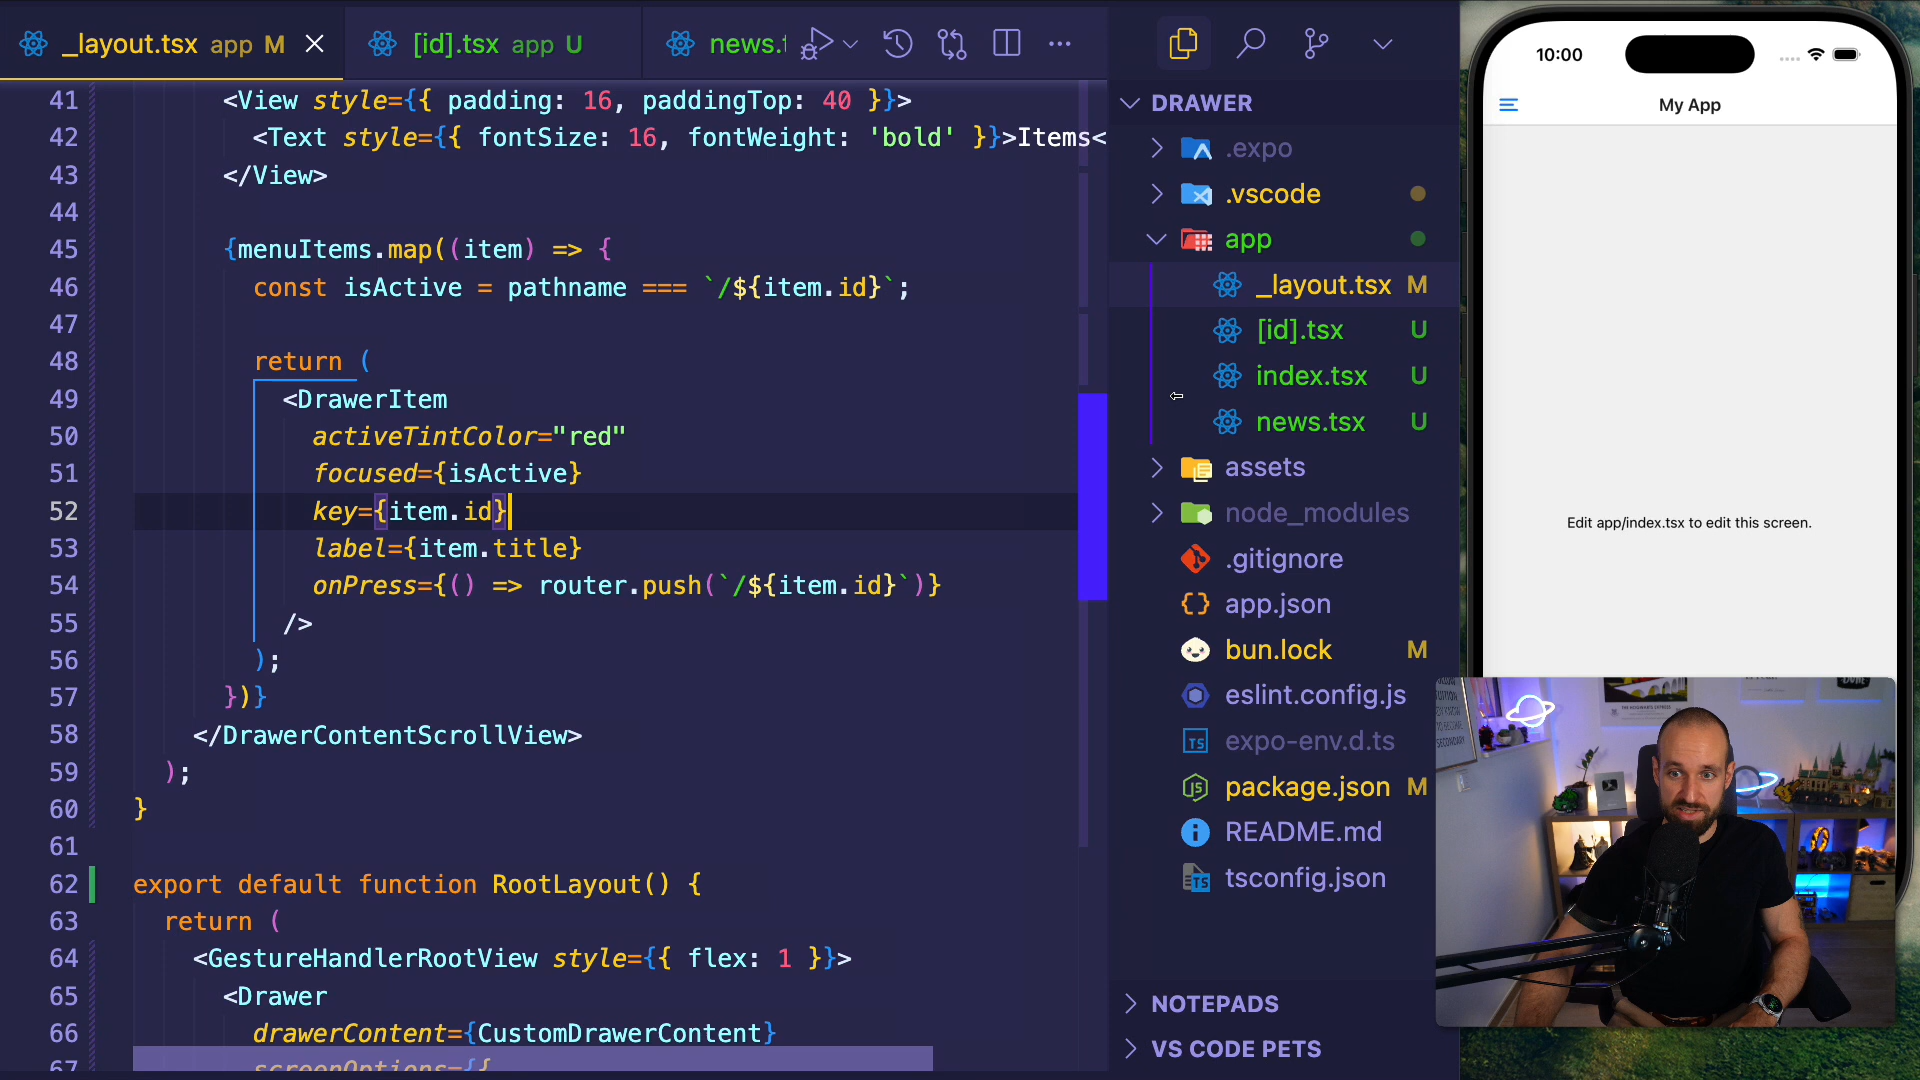 _layout.tsx app M
[id].tsx app U
news.t
41 <View style={{ padding: 16, paddingTop: 40 }}>
42 <Text style={{ fontSize: 16, fontWeight: 'bold' }}>Items<
43 </View>
44
45 {menuItems.map((item) => {
46 const isActive = pathname === `/${item.id}`;
47
48 return (
49 <DrawerItem
50 activeTintColor="red"
51 focused={isActive}
52 key={item.id}
53 label={item.title}
54 onPress={() => router.push(`/${item.id}`)}
55 />
56 );
57 })}
58 </DrawerContentScrollView>
59 );
60 }
61
62 export default function RootLayout() {
63 return (
64 <GestureHandlerRootView style={{ flex: 1 }}>
65 <Drawer
66 drawerContent={CustomDrawerContent}
67 screenOptions={{
DRAWER
.expo
.vscode
app
_layout.tsx M
[id].tsx U
index.tsx U
news.tsx U
assets
node_modules
.gitignore
app.json
bun.lock M
eslint.config.js
expo-env.d.ts
package.json M
README.md
tsconfig.json
NOTEPADS
VS CODE PETS
10:00
My App
Edit app/index.tsx to edit this screen.